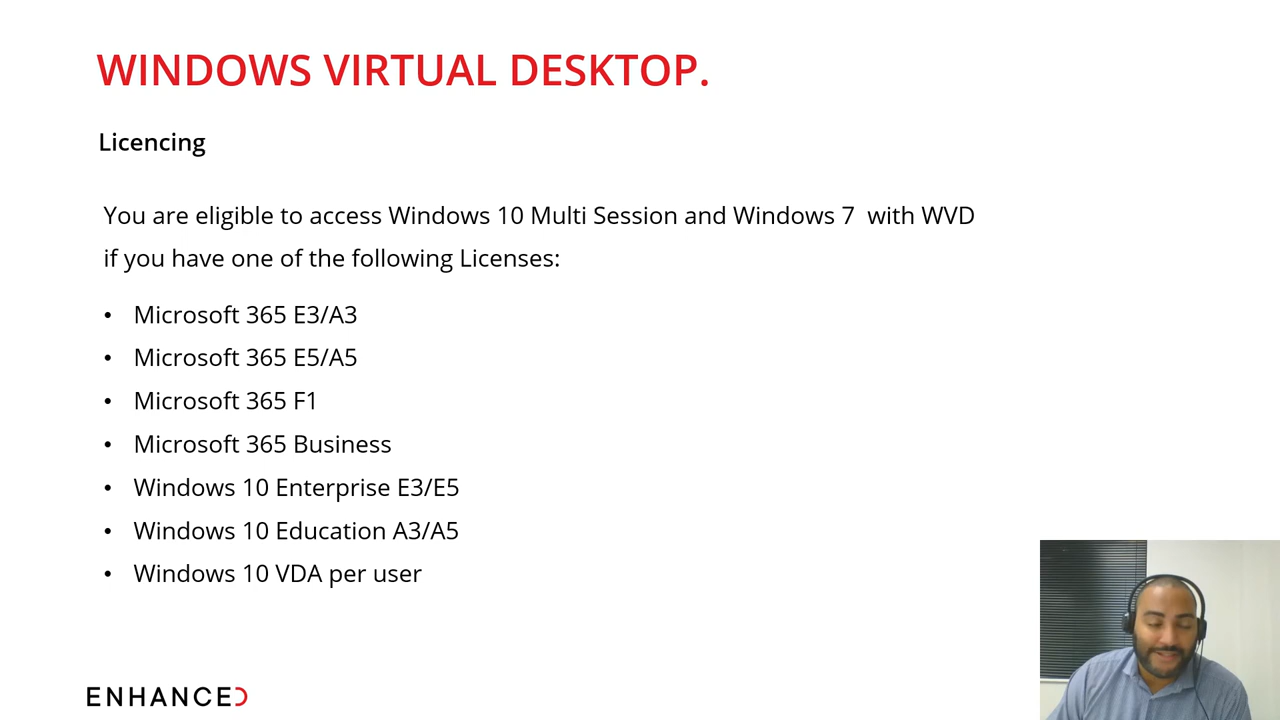 WINDOWS VIRTUAL DESKTOP.
Licencing
You are eligible to access Windows 10 Multi Session and Windows 7  with WVD
if you have one of the following Licenses:
• Microsoft 365 E3/A3
• Microsoft 365 E5/A5
• Microsoft 365 F1
• Microsoft 365 Business
• Windows 10 Enterprise E3/E5
• Windows 10 Education A3/A5
• Windows 10 VDA per user
ENHANCED